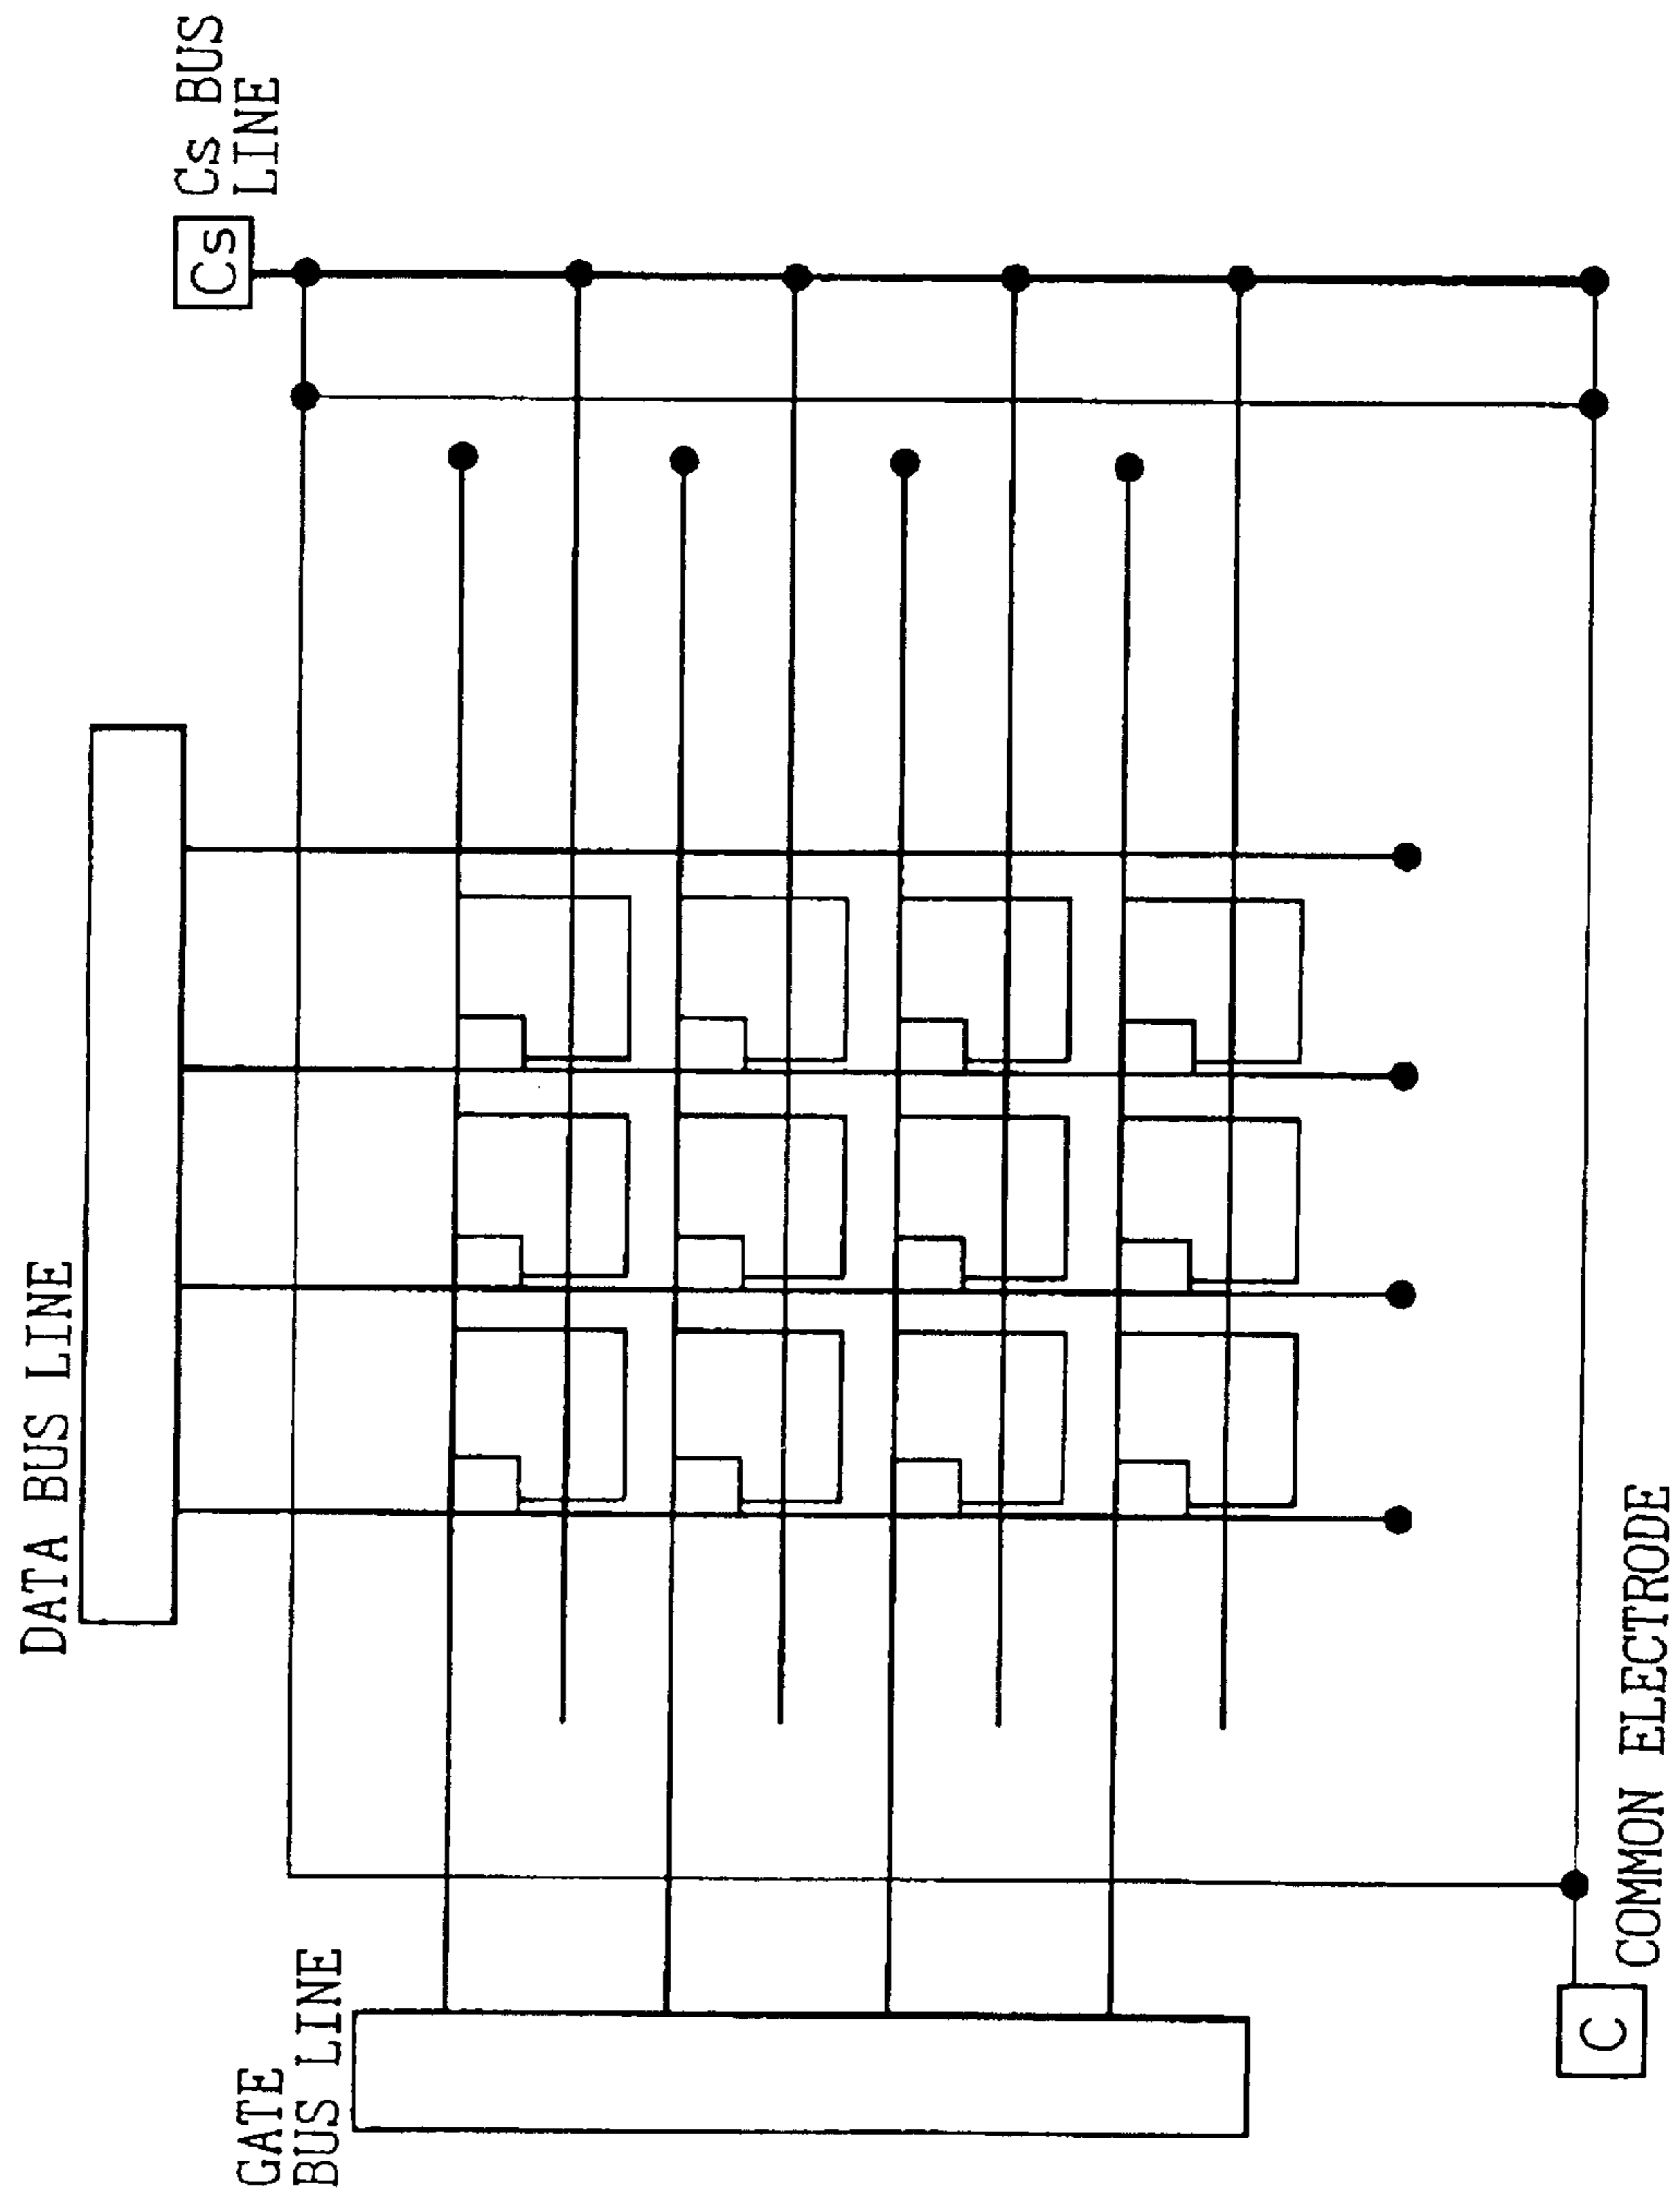 DATA BUS LINE
Cs
Cs BUS
LINE
GATE
BUS LINE
C
COMMON ELECTRODE